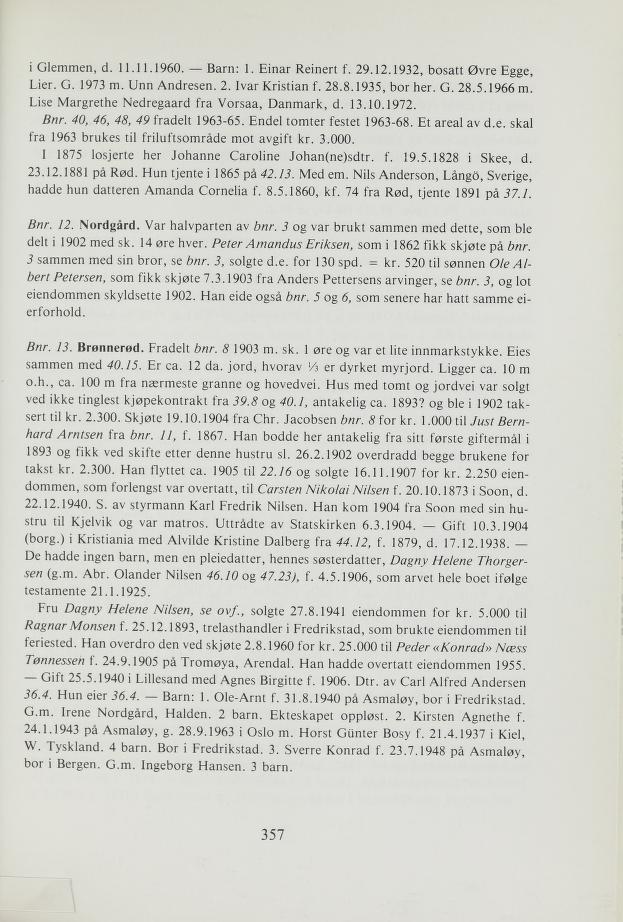 i Glemmen, d. 11.11.1960. — Barn: 1. Einar Reinert f. 29.12.1932, bosatt Øvre Egge,
Lier. G. 1973 m. Unn Andresen. 2. Ivar Kristian f. 28.8.1935, bor her. G. 28.5.1966 m.
Lise Margrethe Nedregaard fra Vorsaa, Danmark, d. 13.10.1972.
Bnr. 40, 46, 48, 49 fradelt 1963-65. Endel tomter festet 1963-68. Et areal av d.e. skal
fra 1963 brukes til friluftsområde mot avgift kr. 3.000.
I 1875 losjerte her Johanne Caroline Johan(ne)sdtr. f. 19.5.1828 i Skee, d.
23.12.1881 på Rød. Hun tjente i 1865 på 42.13. Med em. Nils Anderson, Långö, Sverige,
hadde hun datteren Amanda Cornelia f. 8.5.1860, kf. 74 fra Rød, tjente 1891 på 37.1.
Bnr. 12. Nordgård. Var halvparten av bnr. 3 og var brukt sammen med dette, som ble
delt i 1902 med sk. 14 øre hver. Peter Amandus Eriksen, som i 1862 fikk skjøte på bnr.
3 sammen med sin bror, se bnr. 3, solgte d.e. for 130 spd. = kr. 520 til sønnen Ole Al-
bert Petersen, som fikk skjøte 7.3.1903 fra Anders Pettersens arvinger, se bnr. 3, og lot
eiendommen skyldsette 1902. Han eide også bnr. 5 og 6, som senere har hatt samme ei-
erforhold.
Bnr. 13. Brønnerød. Fradelt bnr. 8 1903 m. sk. 1 øre og var et lite innmarkstykke. Eies
sammen med 40.15. Er ca. 12 da. jord, hvorav ⅓ er dyrket myrjord. Ligger ca. 10 m
o.h., ca. 100 m fra nærmeste granne og hovedvei. Hus med tomt og jordvei var solgt
ved ikke tinglest kjøpekontrakt fra 39.8 og 40.1, antakelig ca. 1893? og ble i 1902 tak-
sert til kr. 2.300. Skjøte 19.10.1904 fra Chr. Jacobsen bnr. 8 for kr. 1.000 til Just Bern-
hard Arntsen fra bnr. 11, f. 1867. Han bodde her antakelig fra sitt første giftermål i
1893 og fikk ved skifte etter denne hustru sl. 26.2.1902 overdradd begge brukene for
takst kr. 2.300. Han flyttet ca. 1905 til 22.16 og solgte 16.11.1907 for kr. 2.250 eien-
dommen, som forlengst var overtatt, til Carsten Nikolai Nilsen f. 20.10.1873 i Soon, d.
22.12.1940. S. av styrmann Karl Fredrik Nilsen. Han kom 1904 fra Soon med sin hu-
stru til Kjelvik og var matros. Uttrådte av Statskirken 6.3.1904. — Gift 10.3.1904
(borg.) i Kristiania med Alvilde Kristine Dalberg fra 44.12, f. 1879, d. 17.12.1938. —
De hadde ingen barn, men en pleiedatter, hennes søsterdatter, Dagny Helene Thorger-
sen (g.m. Abr. Olander Nilsen 46.10 og 47.23), f. 4.5.1906, som arvet hele boet ifølge
testamente 21.1.1925.
Fru Dagny Helene Nilsen, se ovf., solgte 27.8.1941 eiendommen for kr. 5.000 til
Ragnar Monsen f. 25.12.1893, trelasthandler i Fredrikstad, som brukte eiendommen til
feriested. Han overdro den ved skjøte 2.8.1960 for kr. 25.000 til Peder «Konrad» Næss
Tønnessen f. 24.9.1905 på Tromøya, Arendal. Han hadde overtatt eiendommen 1955.
— Gift 25.5.1940 i Lillesand med Agnes Birgitte f. 1906. Dtr. av Carl Alfred Andersen
36.4. Hun eier 36.4. — Barn: 1. Ole-Arnt f. 31.8.1940 på Asmaløy, bor i Fredrikstad.
G.m. Irene Nordgård, Halden. 2 barn. Ekteskapet oppløst. 2. Kirsten Agnethe f.
24.1.1943 på Asmaløy, g. 28.9.1963 i Oslo m. Horst Günter Bosy f. 21.4.1937 i Kiel,
W. Tyskland. 4 barn. Bor i Fredrikstad. 3. Sverre Konrad f. 23.7.1948 på Asmaløy,
bor i Bergen. G.m. Ingeborg Hansen. 3 barn.
357